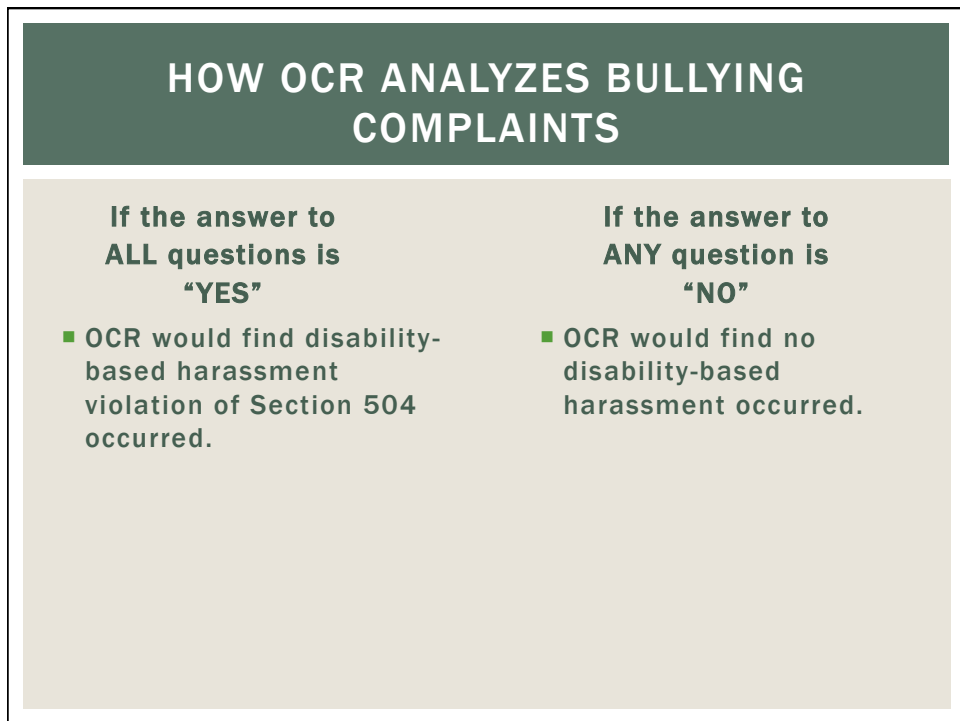 HOW OCR ANALYZES BULLYING
COMPLAINTS
If the answer to
ALL questions is
“YES”
■ OCR would find disability-
based harassment
violation of Section 504
occurred.
If the answer to
ANY question is
“NO”
■ OCR would find no
disability-based
harassment occurred.